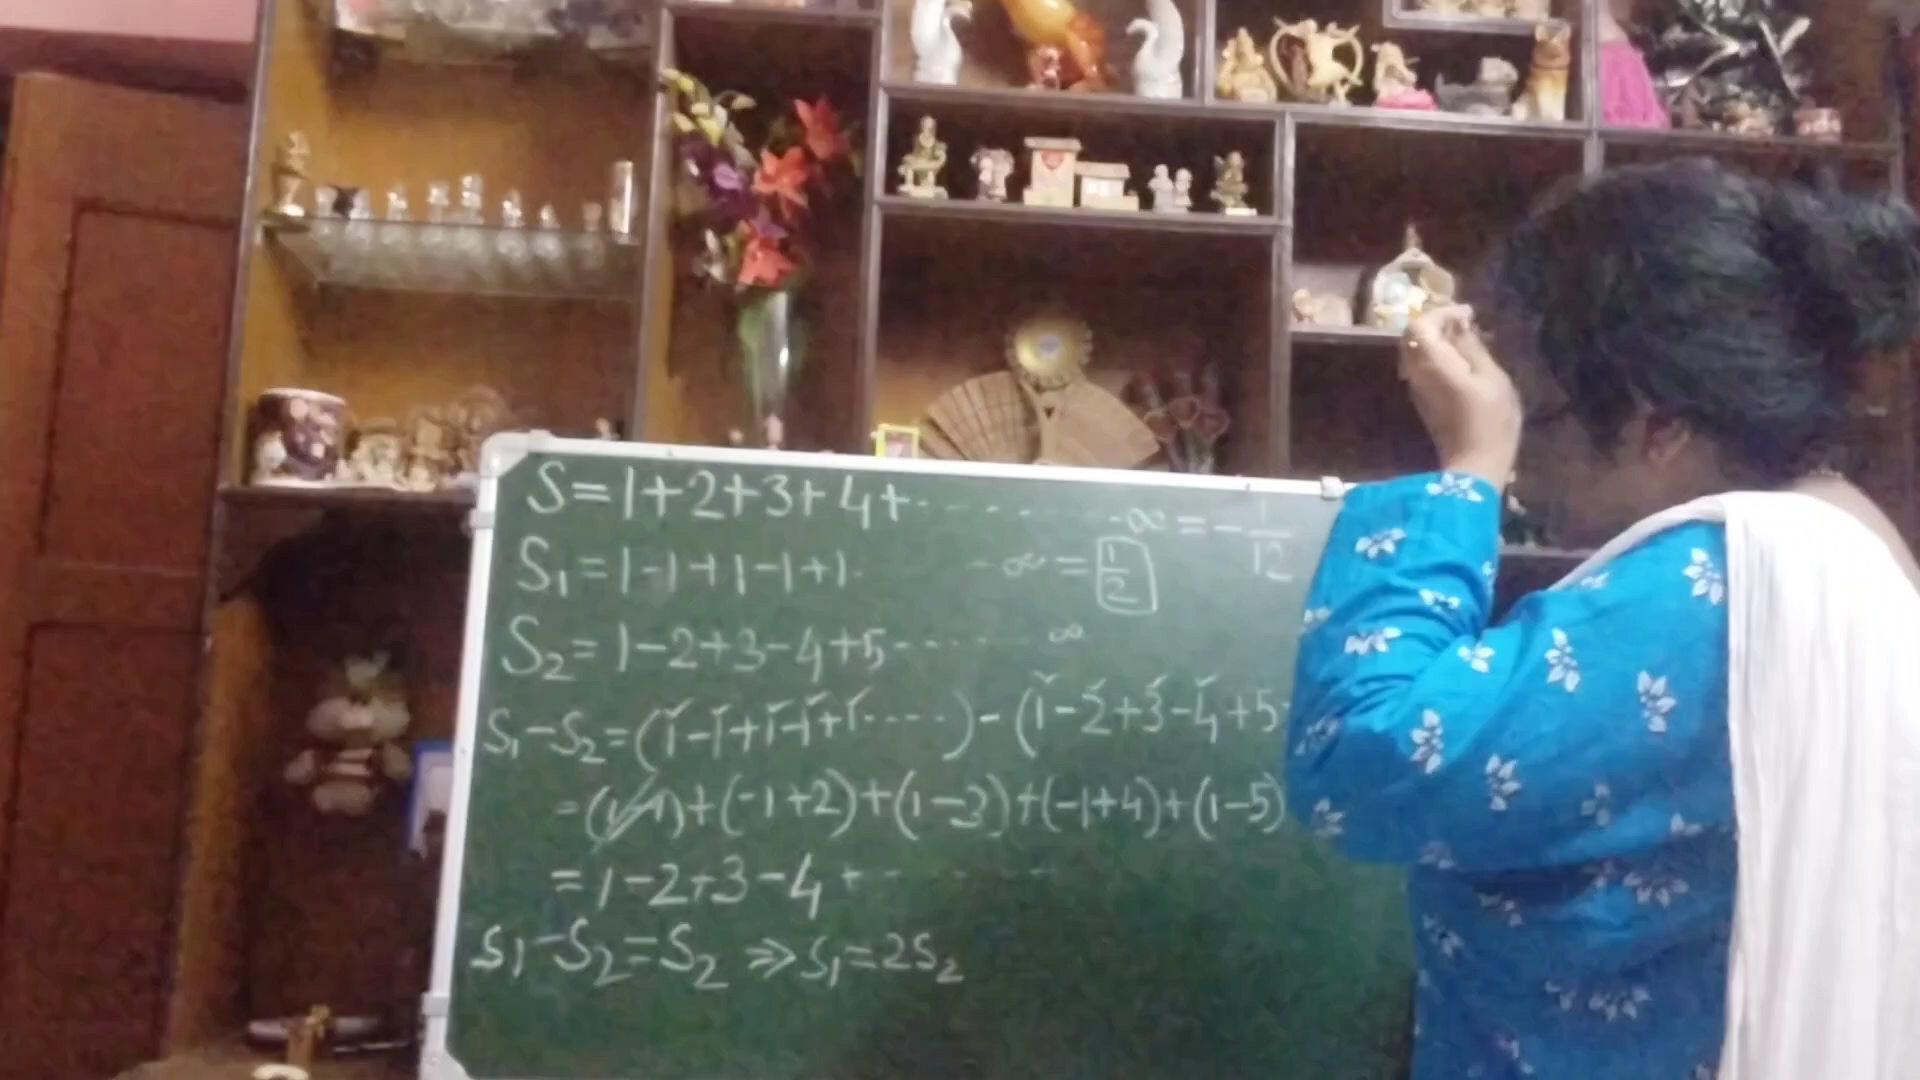 S=1+2+3+4+.........∞ = -1/12
S₁=1-1+1-1+1. -∞ = 1/2
S₂=1-2+3-4+5........∞
S₁-S₂=(1-1+1-1+1.....)-(1-2+3-4+5
=(1-1)+(-1+2)+(1-3)+(-1+4)+(1-5)
=1-2+3-4+......
S₁-S₂=S₂ ⇒ S₁=2S₂